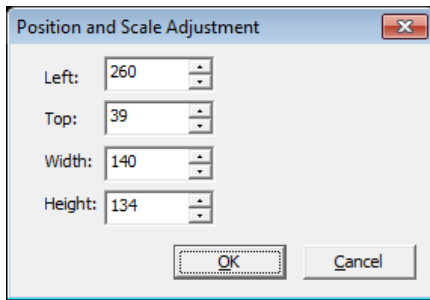 Position and Scale Adjustment
Left: 260
Top: 39
Width: 140
Height: 134
OK Cancel